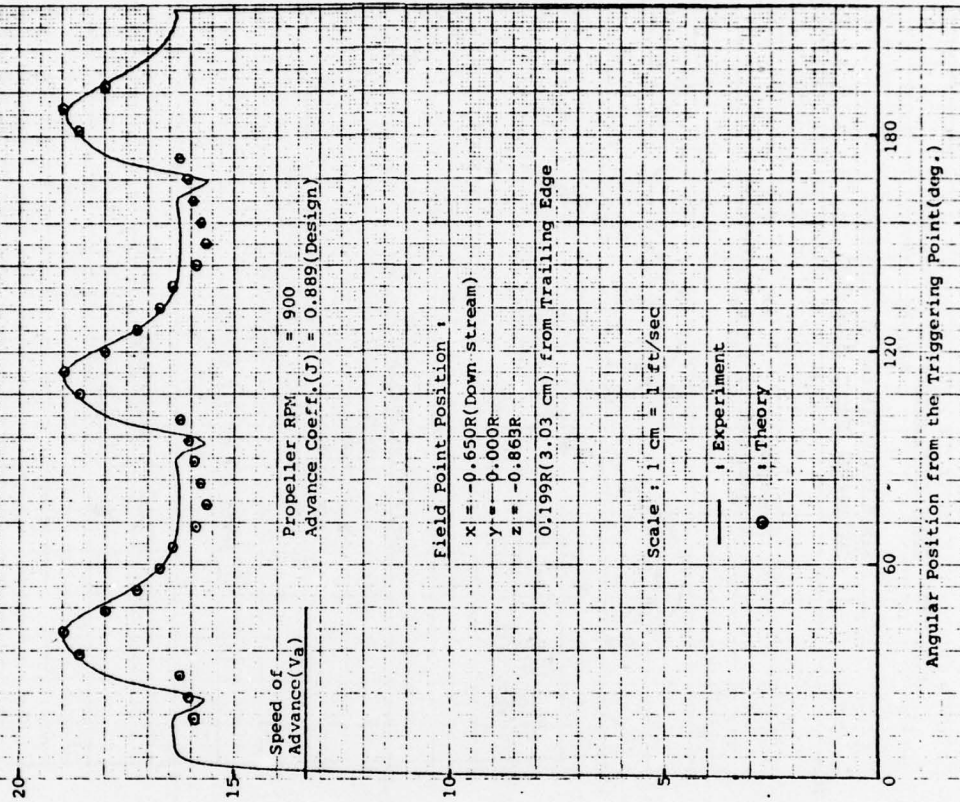 20
15
10
5
0
0
60
120
180
Speed of
Advance(Va)
Propeller RPM = 900
Advance Coeff.(J) = 0.889(Design)
Field Point Position :
x = -0.650R(Down stream)
y = 0.000R
z = -0.863R
0.199R(3.03 cm) from Trailing Edge
Scale : 1 cm = 1 ft/sec
: Experiment
: Theory
Angular Position from the Triggering Point(deg.)